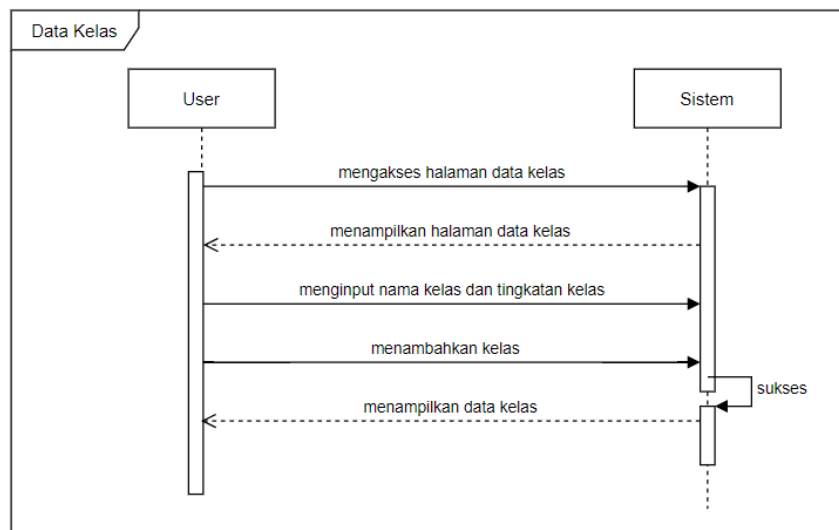 Data Kelas
User
Sistem
mengakses halaman data kelas
menampilkan halaman data kelas
menginput nama kelas dan tingkatan kelas
menambahkan kelas
sukses
menampilkan data kelas